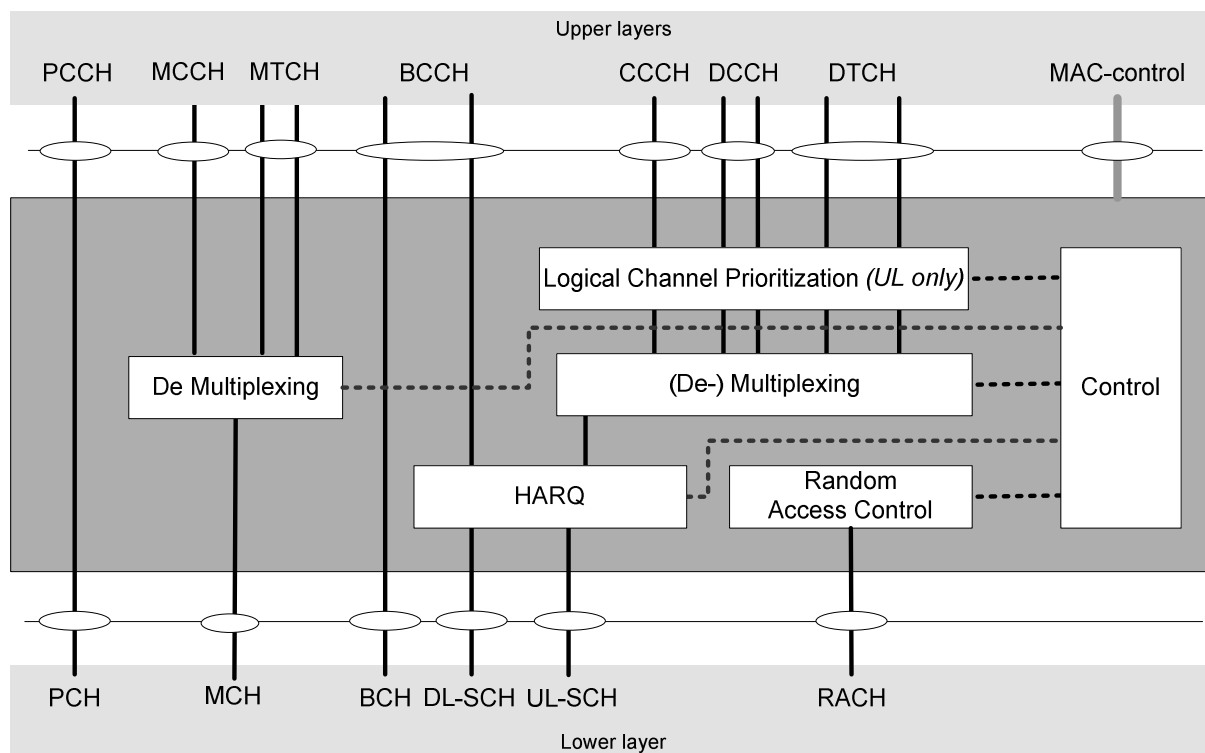 Upper layers
PCCH MCCH MTCH BCCH CCCH DCCH DTCH MAC-control
Logical Channel Prioritization (UL only)
De Multiplexing
(De-) Multiplexing
Control
HARQ
Random
Access Control
PCH MCH BCH DL-SCH UL-SCH RACH
Lower layer